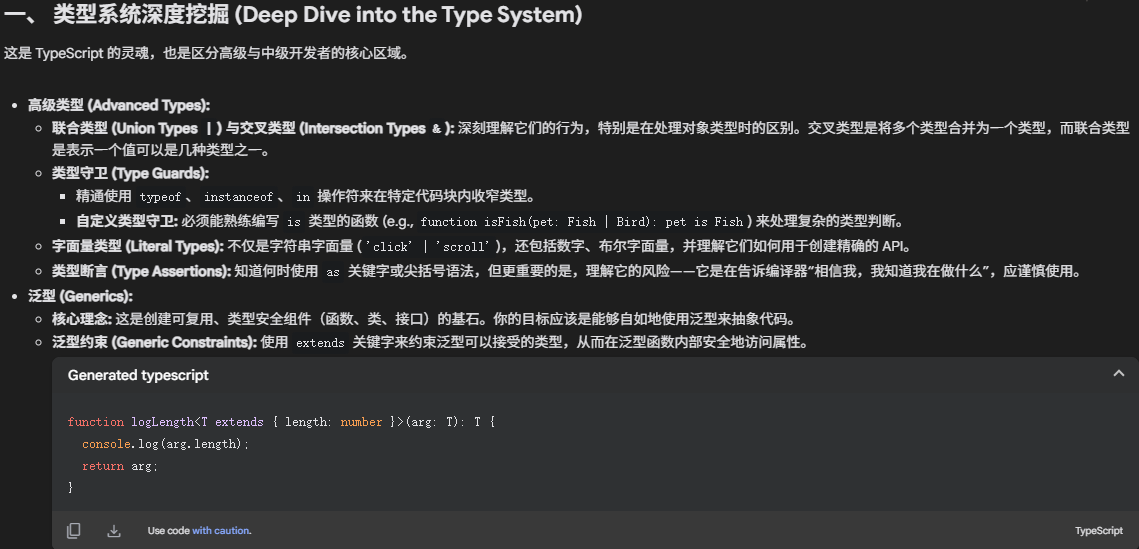 一、 类型系统深度挖掘 (Deep Dive into the Type System)
这是 TypeScript 的灵魂，也是区分高级与中级开发者的核心区域。
• 高级类型 (Advanced Types):
◦ 联合类型 (Union Types | ) 与交叉类型 (Intersection Types & ): 深刻理解它们的行为，特别是在处理对象类型时的区别。交叉类型是将多个类型合并为一个类型，而联合类型
是表示一个值可以是几种类型之一。
◦ 类型守卫 (Type Guards):
▪ 精通使用 typeof 、 instanceof 、 in 操作符来在特定代码块内收窄类型。
▪ 自定义类型守卫: 必须能熟练编写 is 类型的函数 (e.g., function isFish(pet: Fish | Bird): pet is Fish ) 来处理复杂的类型判断。
◦ 字面量类型 (Literal Types): 不仅是字符串字面量 ( 'click' | 'scroll' )，还包括数字、布尔字面量，并理解它们如何用于创建精确的 API。
◦ 类型断言 (Type Assertions): 知道何时使用 as 关键字或尖括号语法，但更重要的是，理解它的风险——它是在告诉编译器“相信我，我知道我在做什么”，应谨慎使用。
• 泛型 (Generics):
◦ 核心理念: 这是创建可复用、类型安全组件（函数、类、接口）的基石。你的目标应该是能够自如地使用泛型来抽象代码。
◦ 泛型约束 (Generic Constraints): 使用 extends 关键字来约束泛型可以接受的类型，从而在泛型函数内部安全地访问属性。
Generated typescript
function logLength<T extends { length: number }>(arg: T): T {
  console.log(arg.length);
  return arg;
}
Use code with caution.
TypeScript